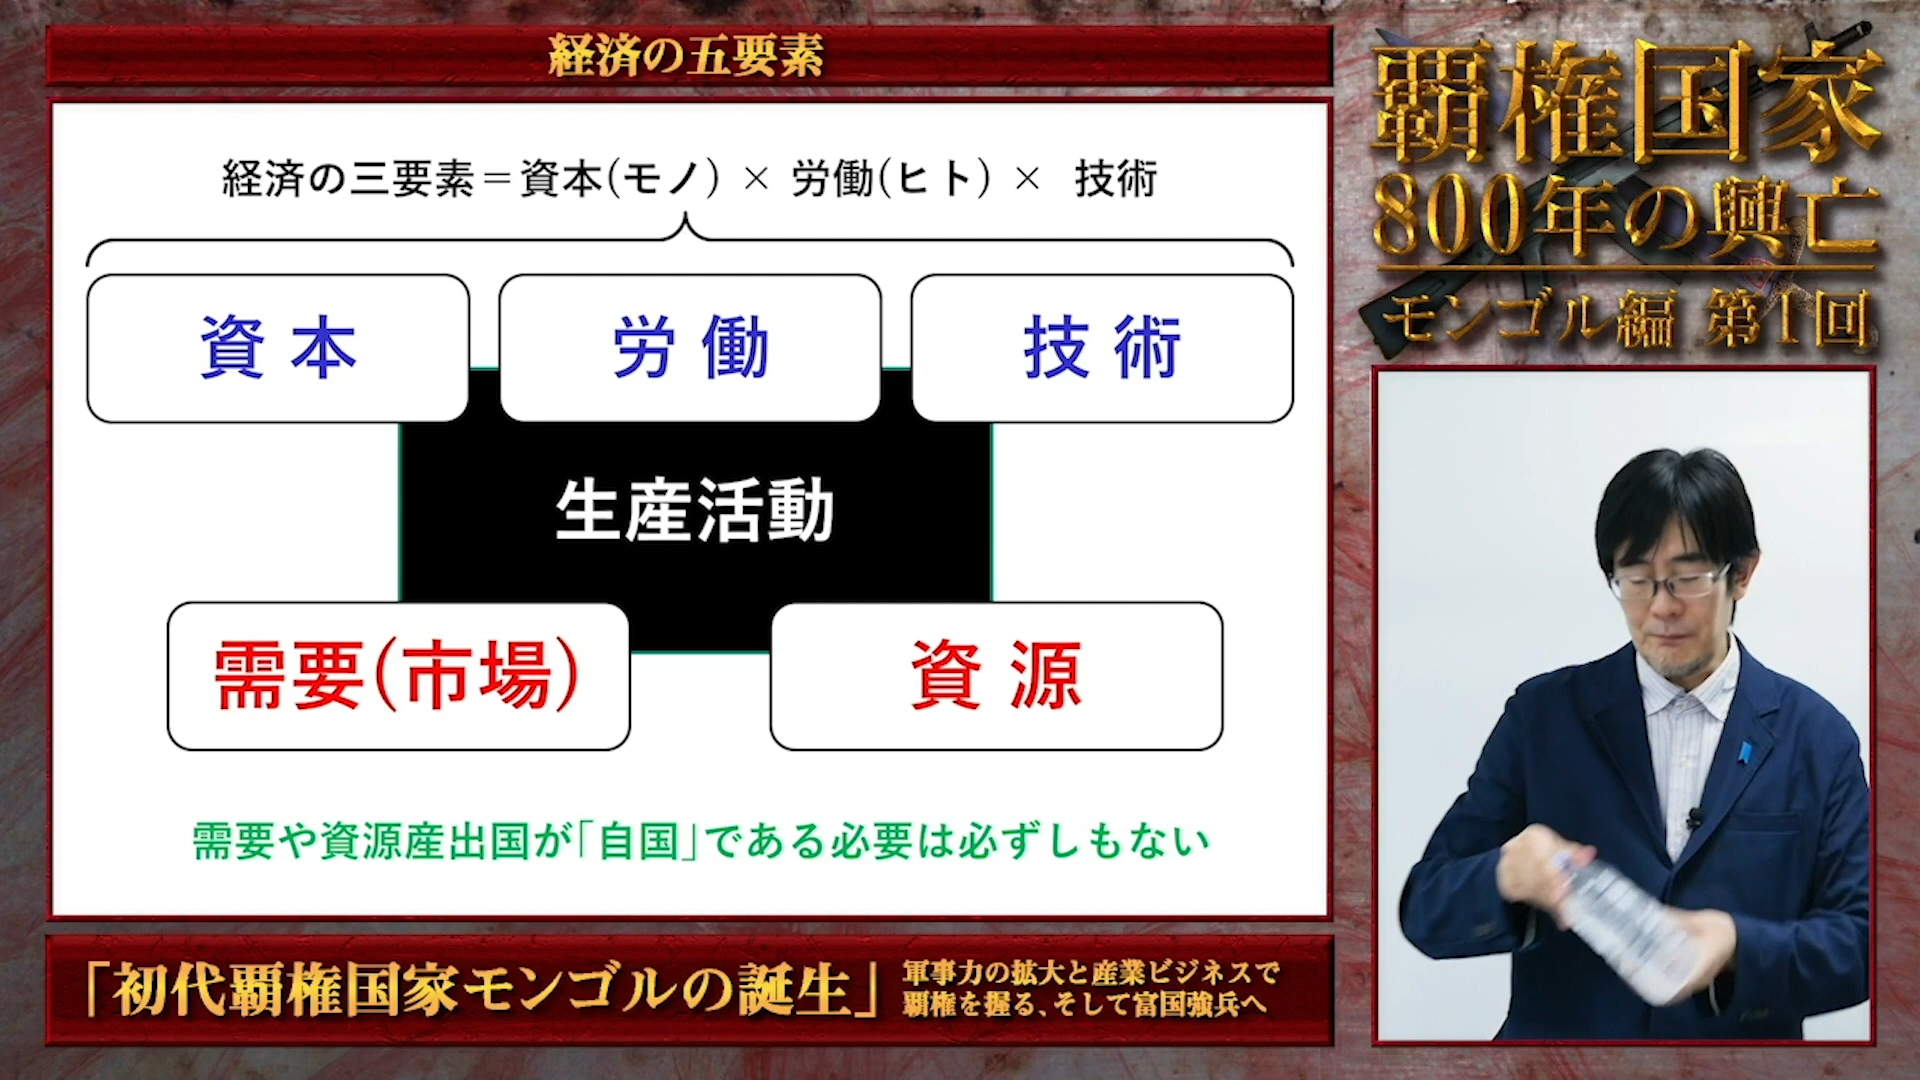 経済の五要素
経済の三要素＝資本(モノ) × 労働(ヒト) × 技術
資本
労働
技術
生産活動
需要(市場)
資源
需要や資源産出国が｢自国｣である必要は必ずしもない
「初代覇権国家モンゴルの誕生」
軍事力の拡大と産業ビジネスで
覇権を握る､そして富国強兵へ
覇権国家
800年の興亡
モンゴル編 第1回